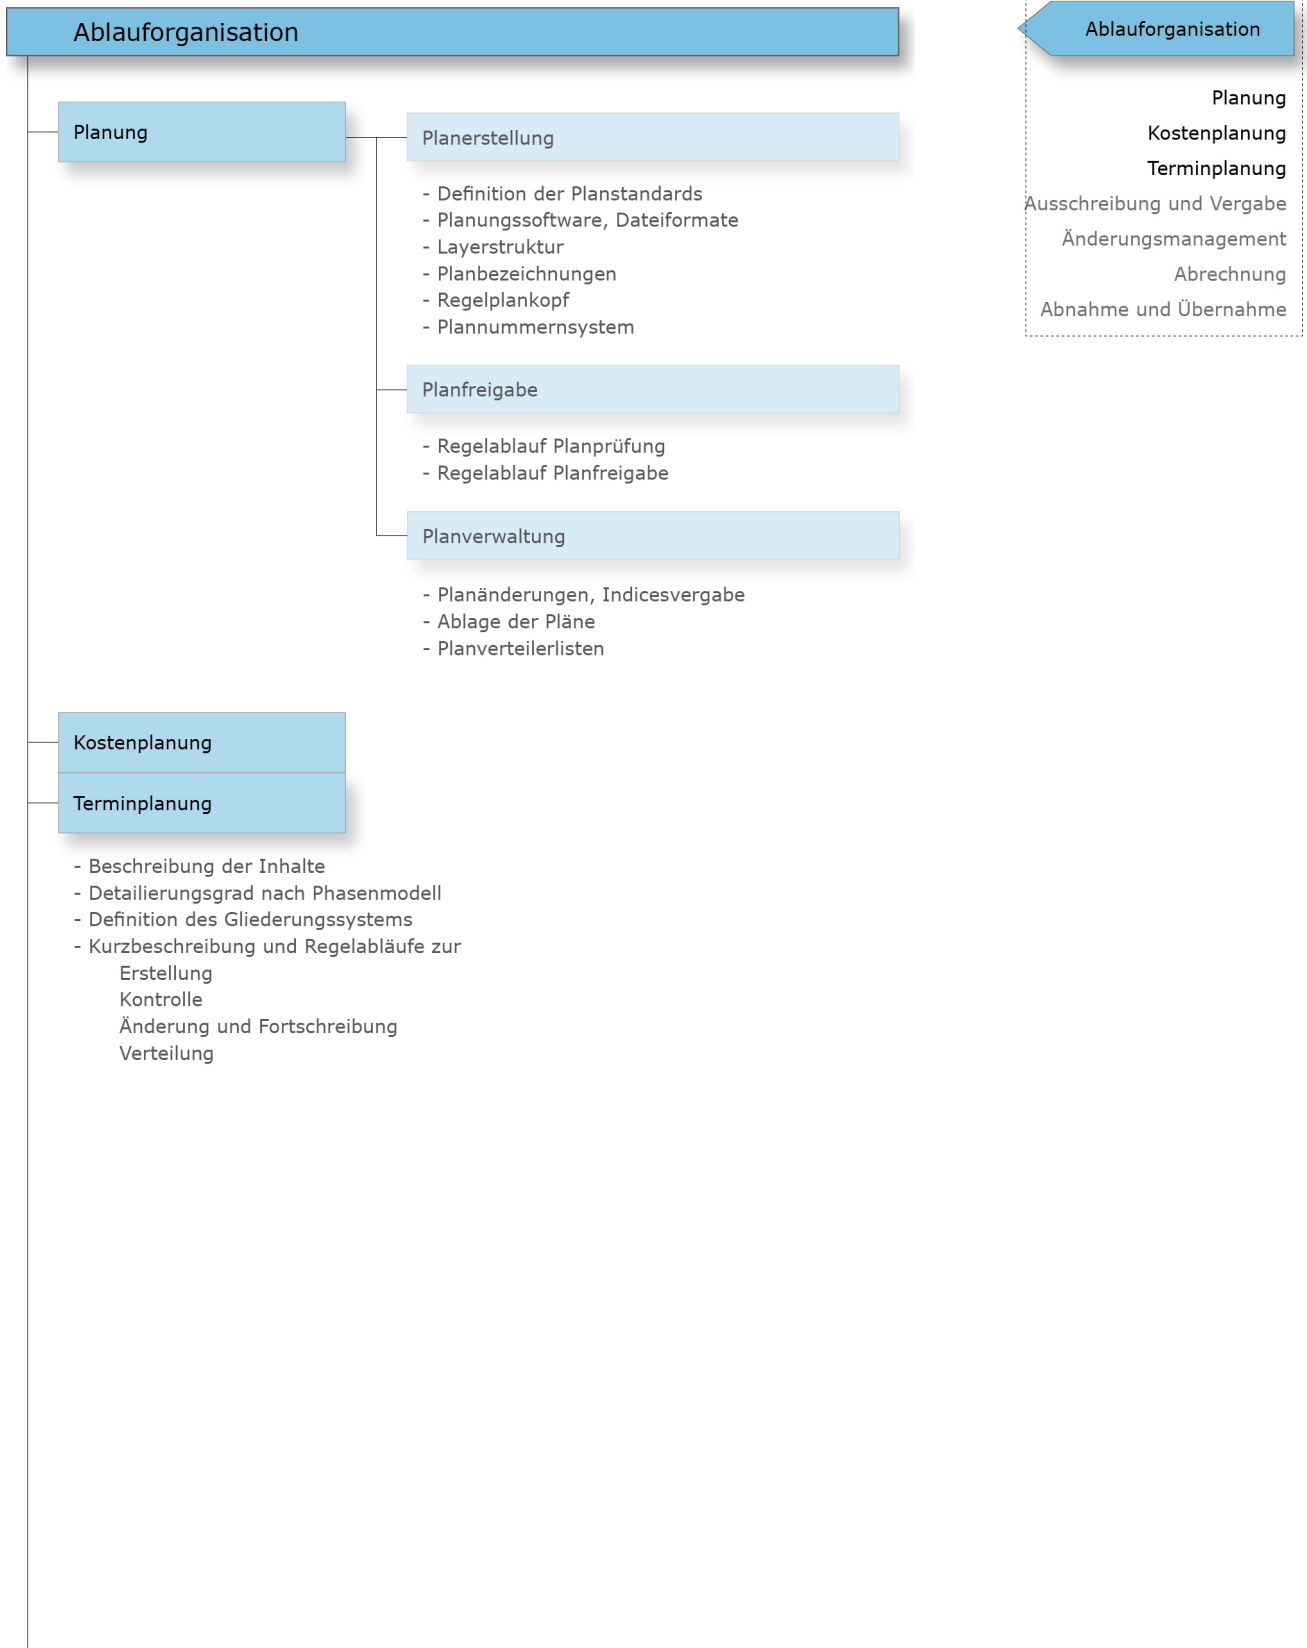 Ablauforganisation
Planung
Planerstellung
- Definition der Planstandards
- Planungssoftware, Dateiformate
- Layerstruktur
- Planbezeichnungen
- Regelplankopf
- Plannummernsystem
Planfreigabe
- Regelablauf Planprüfung
- Regelablauf Planfreigabe
Planverwaltung
- Planänderungen, Indicesvergabe
- Ablage der Pläne
- Planverteilerlisten
Kostenplanung
Terminplanung
- Beschreibung der Inhalte
- Detailierungsgrad nach Phasenmodell
- Definition des Gliederungssystems
- Kurzbeschreibung und Regelabläufe zur
Erstellung
Kontrolle
Änderung und Fortschreibung
Verteilung
Ablauforganisation
Planung
Kostenplanung
Terminplanung
Ausschreibung und Vergabe
Änderungsmanagement
Abrechnung
Abnahme und Übernahme